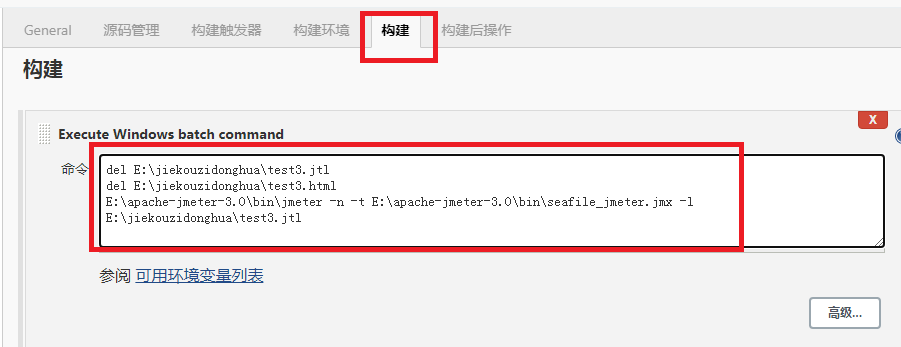 General 源码管理 构建触发器 构建环境 构建 构建后操作
构建
X
Execute Windows batch command
命令
del E:\jiekouzidonghua\test3.jtl
del E:\jiekouzidonghua\test3.html
E:\apache-jmeter-3.0\bin\jmeter -n -t E:\apache-jmeter-3.0\bin\seafile_jmeter.jmx -l
E:\jiekouzidonghua\test3.jtl
参阅 可用环境变量列表
高级...